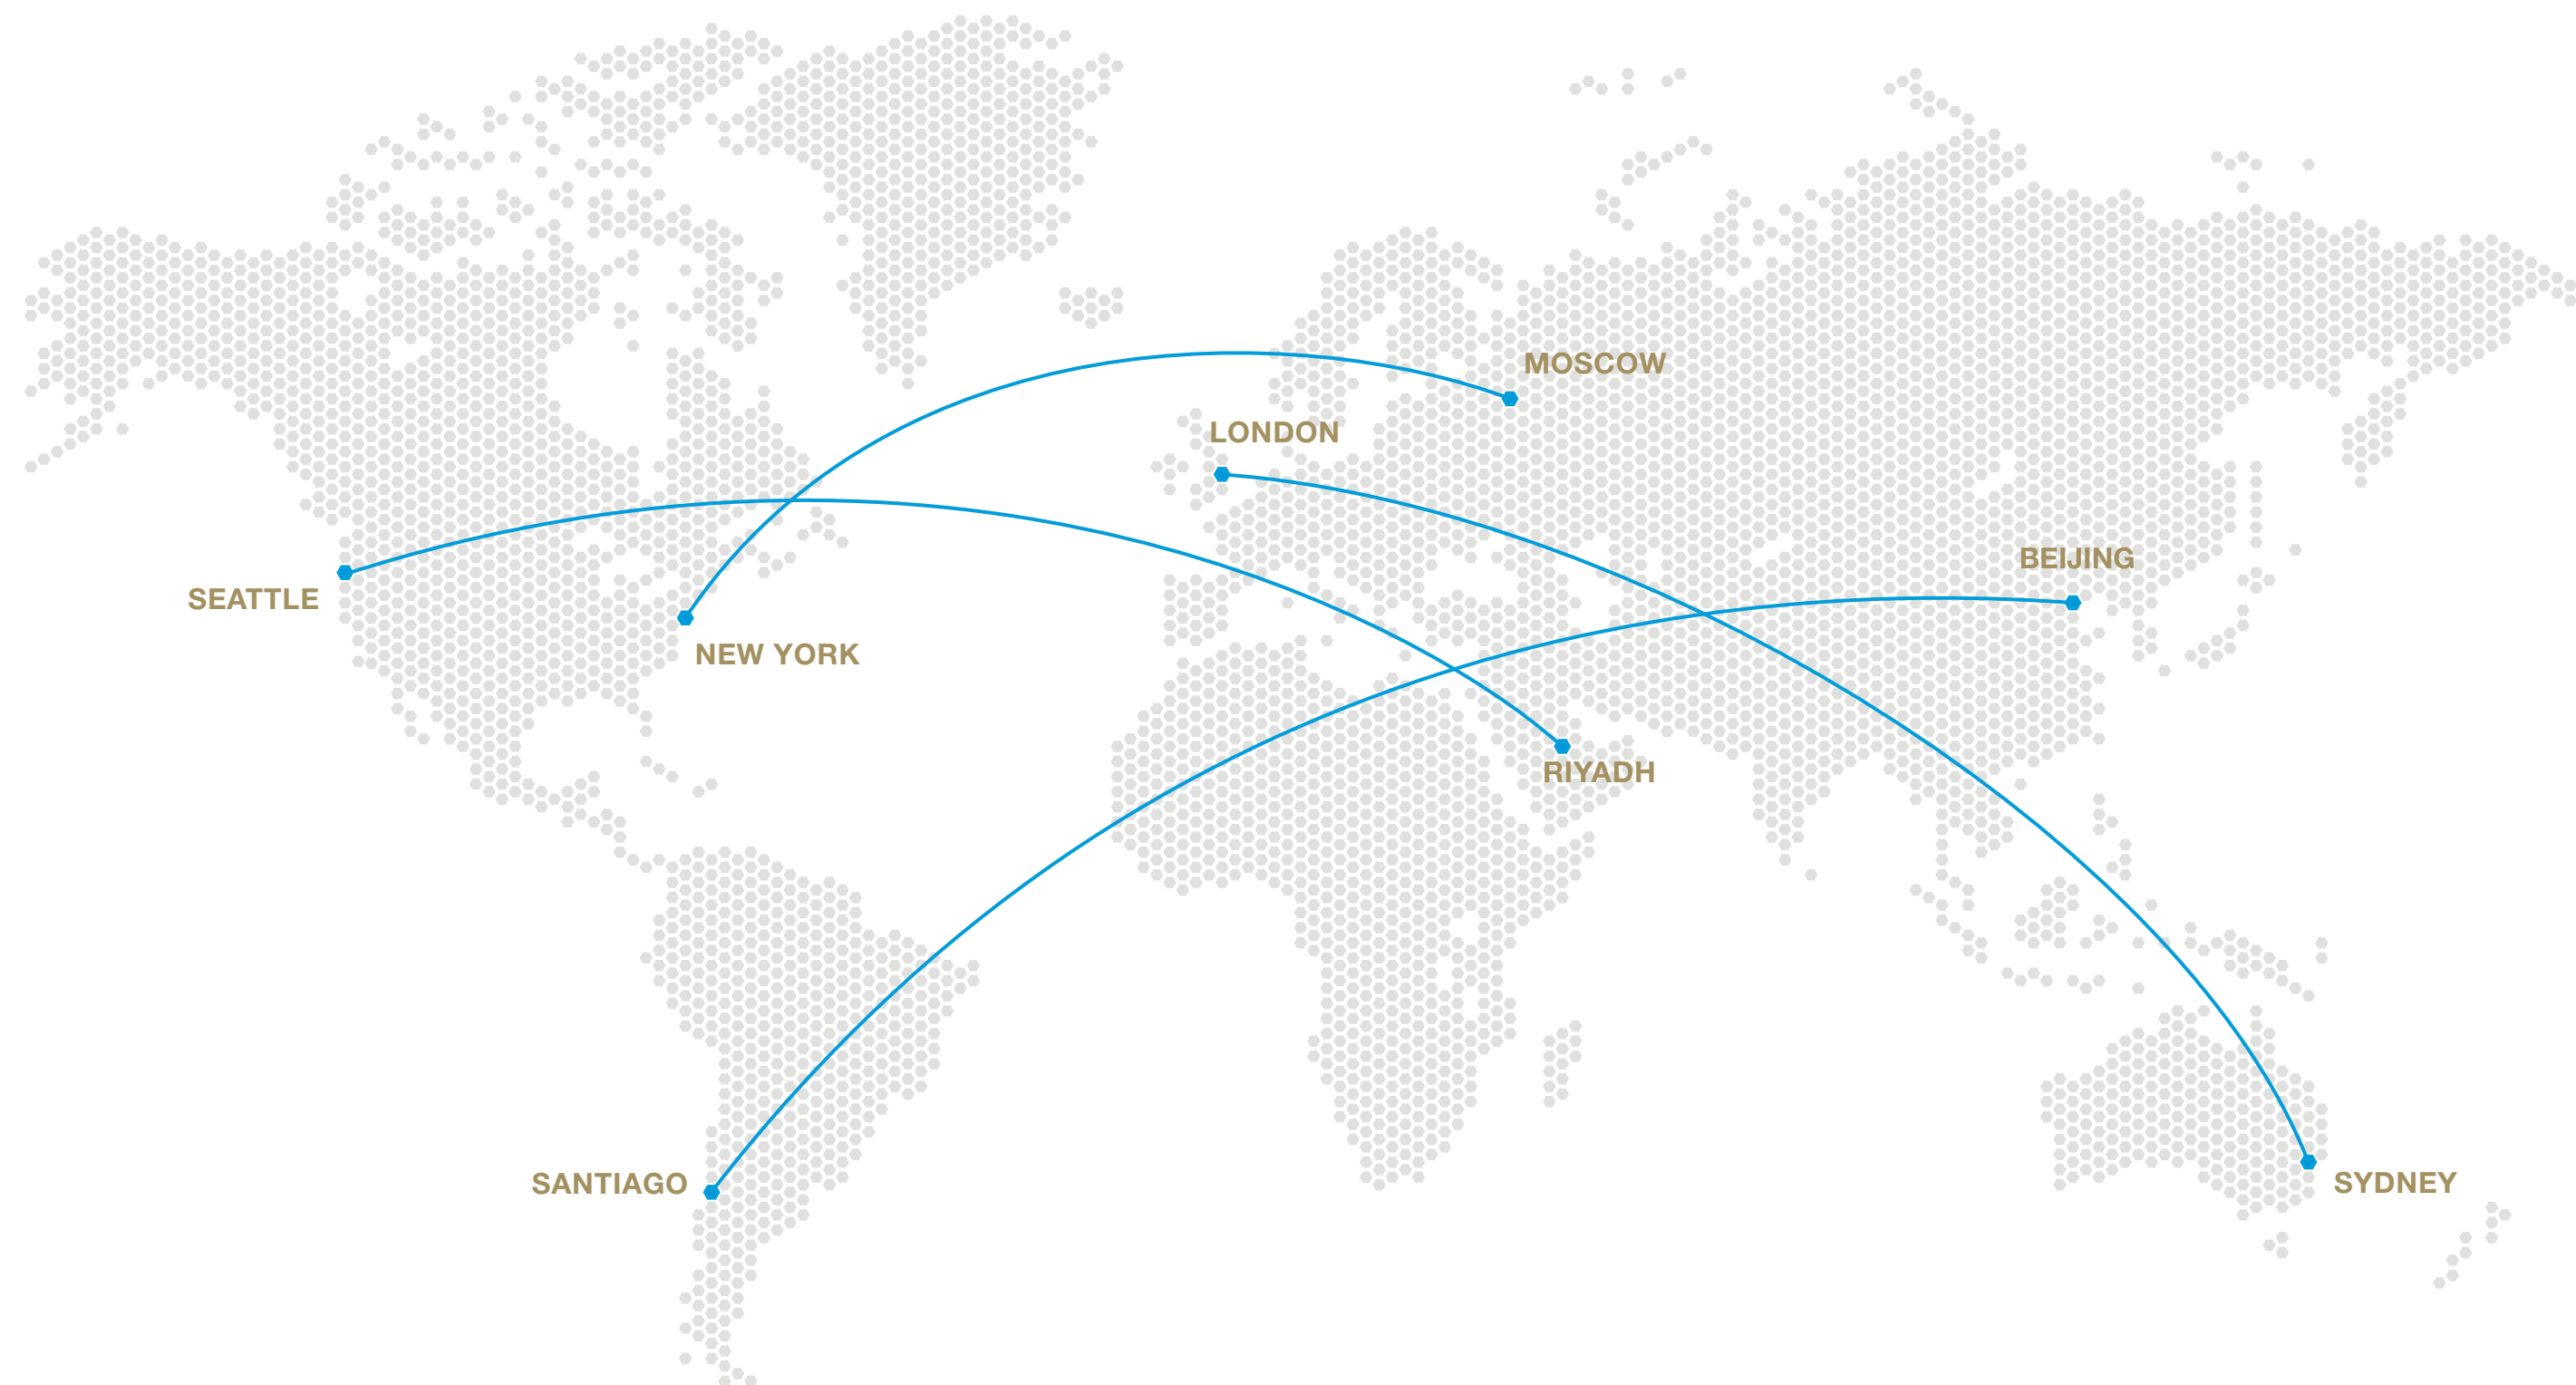 MOSCOW
LONDON
BEIJING
SEATTLE
NEW YORK
RIYADH
SANTIAGO
SYDNEY